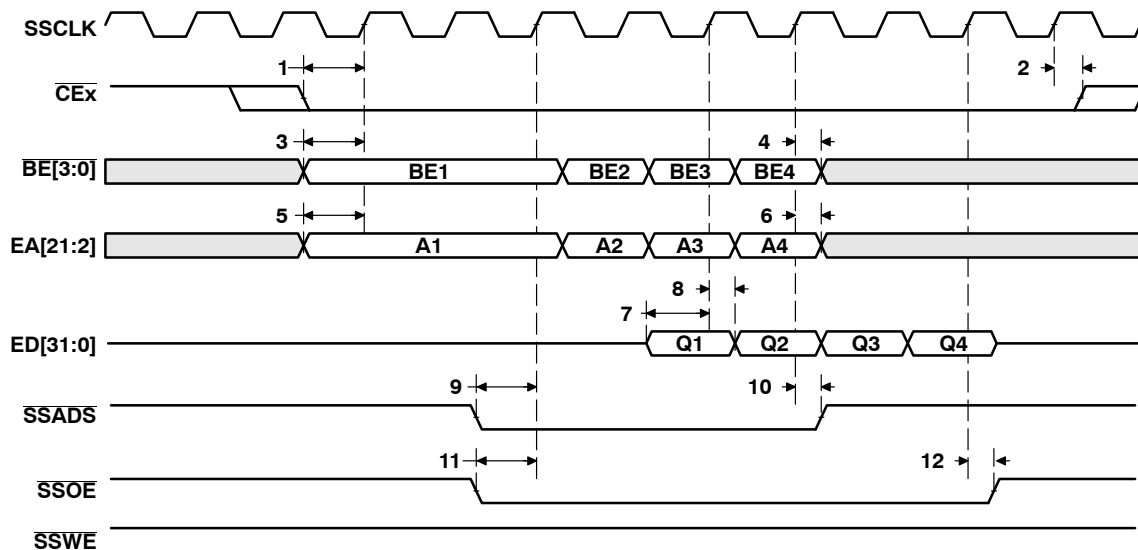 SSCLK
1
2
CEx
3
4
BE[3:0]
BE1
BE2
BE3
BE4
5
6
EA[21:2]
A1
A2
A3
A4
8
7
ED[31:0]
Q1
Q2
Q3
Q4
9
10
SSADS
11
12
SSOE
SSWE